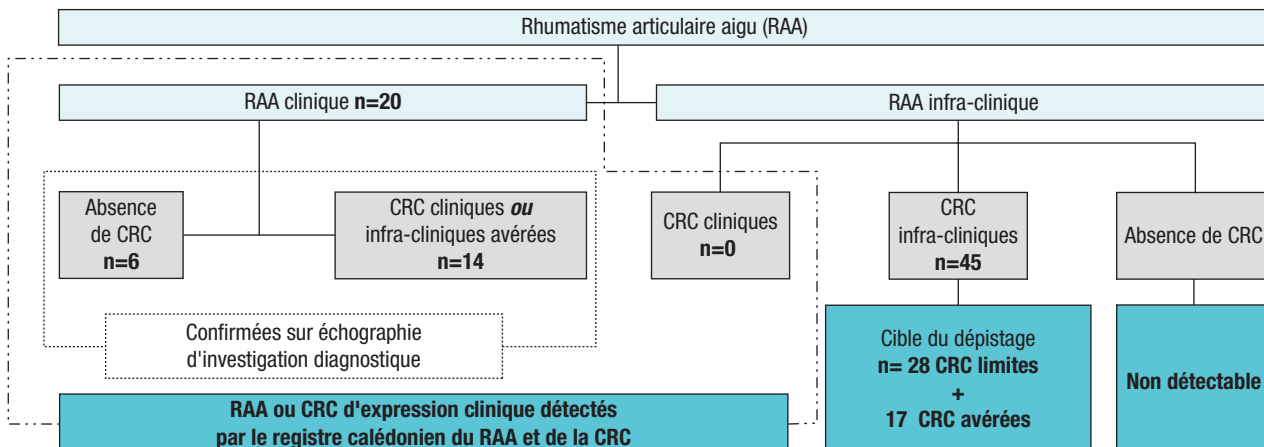 Rhumatisme articulaire aigu (RAA)
RAA clinique n=20
RAA infra-clinique
Absence
de CRC
n=6
CRC cliniques ou
infra-cliniques avérées
n=14
CRC cliniques
n=0
CRC
infra-cliniques
n=45
Absence de CRC
Confirmées sur échographie
d'investigation diagnostique
Cible du dépistage
n= 28 CRC limites
+
17 CRC avérées
Non détectable
RAA ou CRC d'expression clinique détectés
par le registre calédonien du RAA et de la CRC